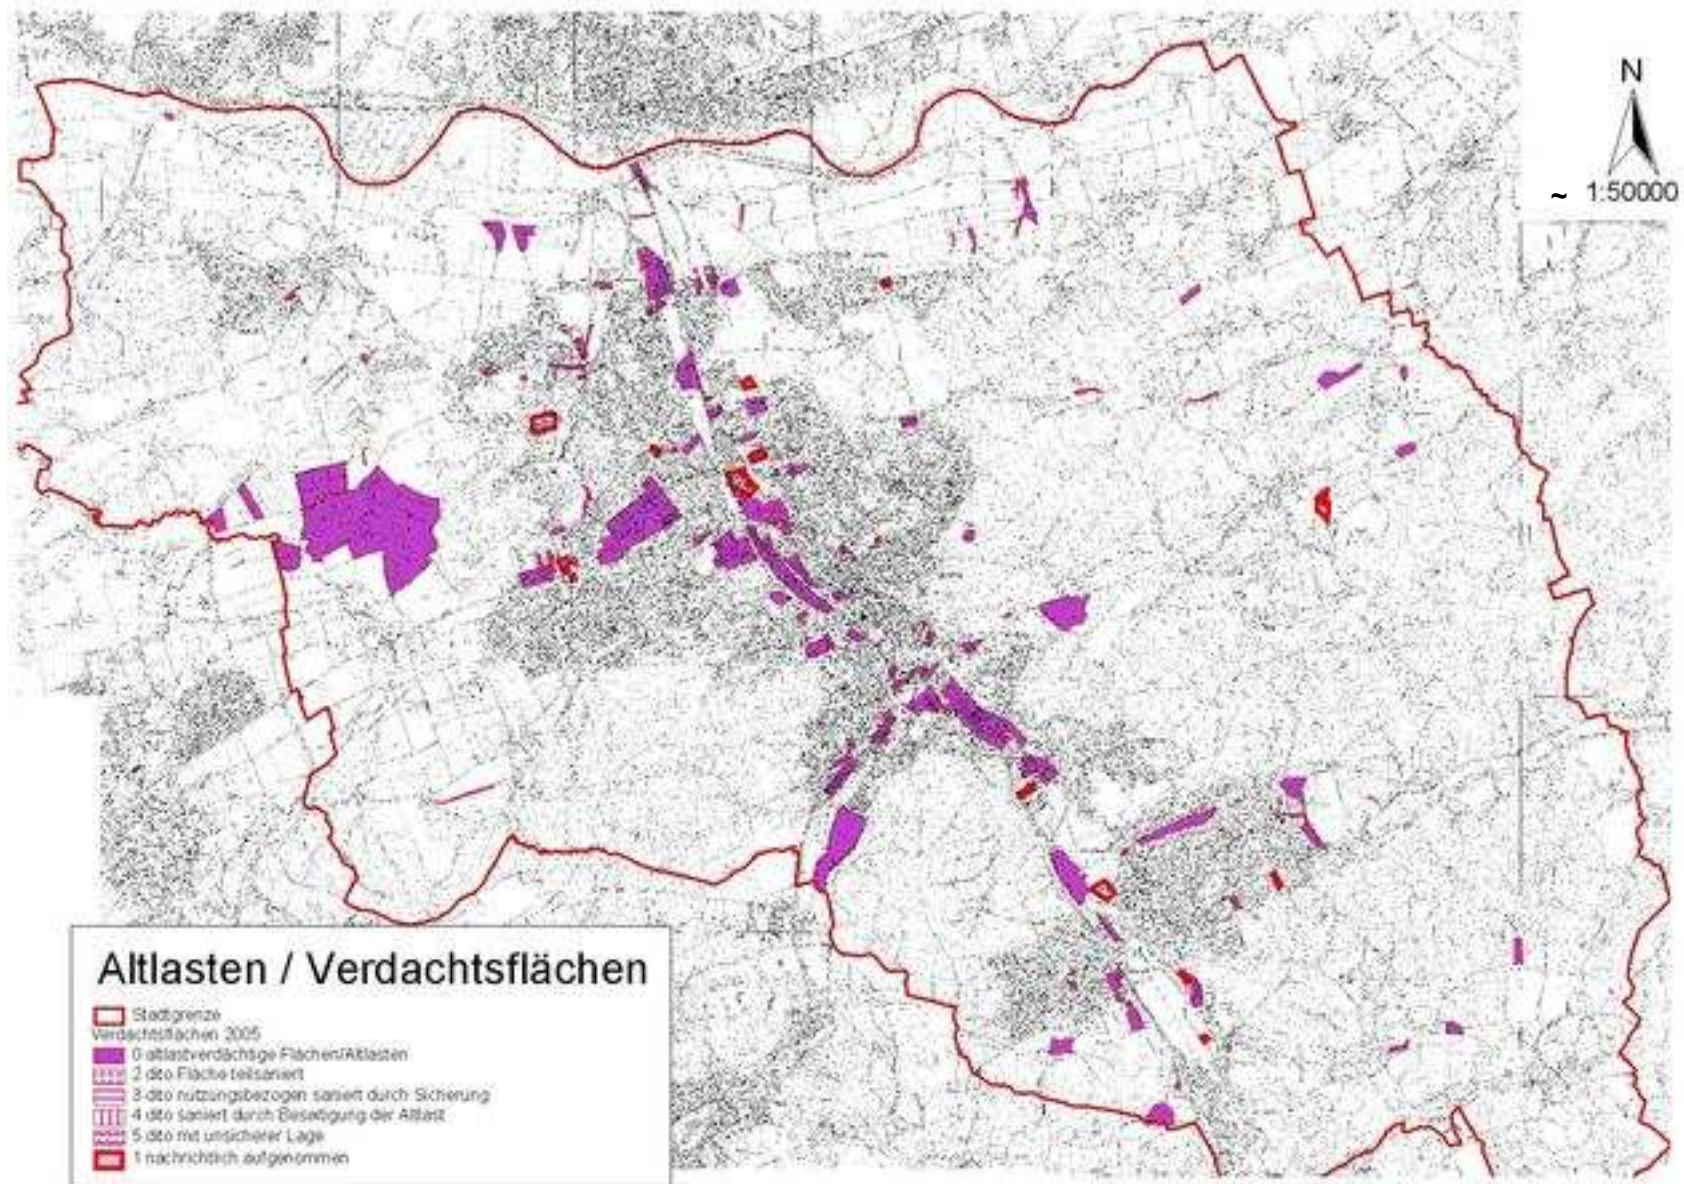 N
~ 1:50000
Altlasten / Verdachtsflächen
Stadtgrenze
Verdachtsflächen 2005
0 altlastverdächtige Flächen/Altlasten
2 dito Fläche teilsaniert
3 dito nutzungsbezogen saniert durch Sicherung
4 dito saniert durch Beseitigung der Altlast
5 dito mit unsicherer Lage
1 nachrichtlich aufgenommen